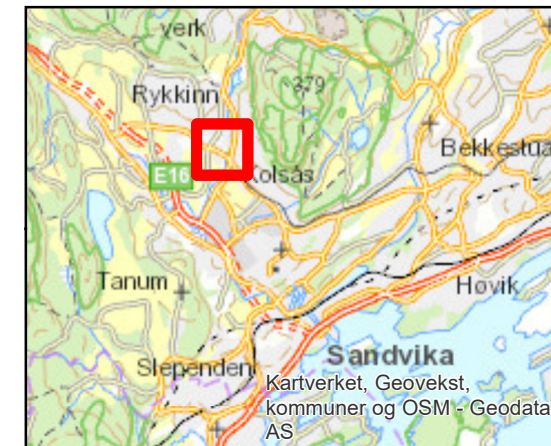 verk
Rykkinn
379
Bekkestua
E16
Kolsås
Tanum
Høvik
Sandvika
Slependen
Kartverket, Geovekst,
kommuner og OSM - Geodata
AS